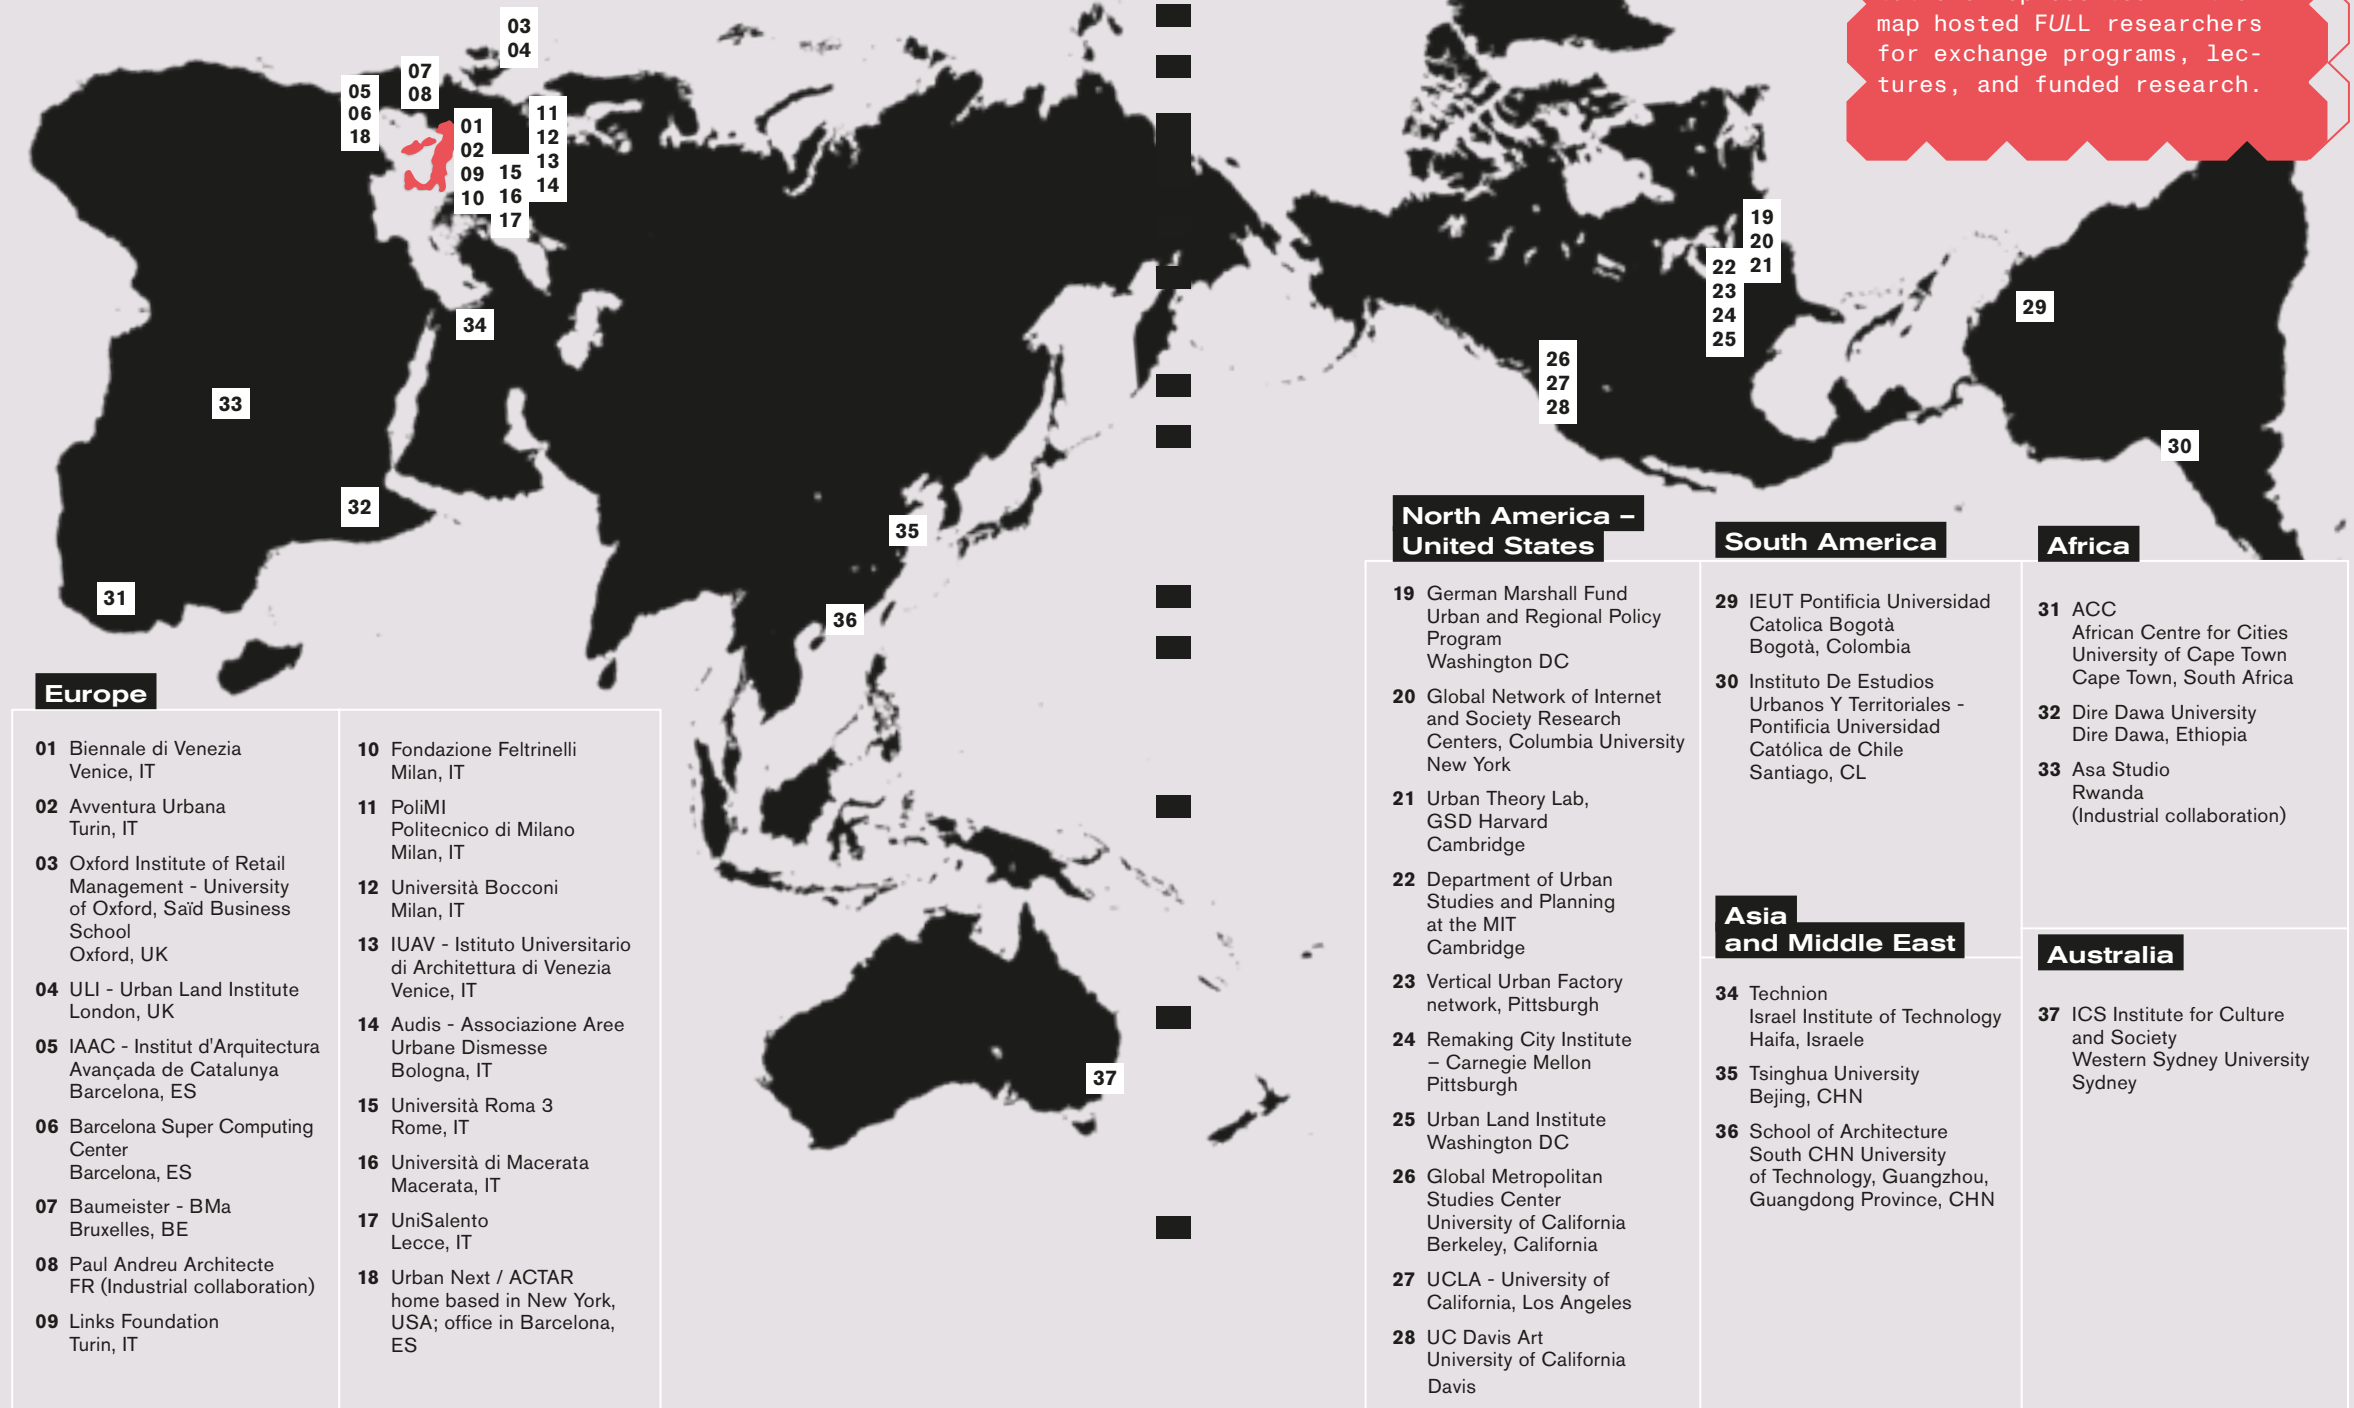 map hosted FULL researchers
for exchange programs, lec-
tures, and funded research.
03
04
07
08
05
06
18
01
02
09
10
11
12
13
14
15
16
17
19
20
21
22
23
24
25
26
27
28
29
30
31
32
33
34
35
36
37
Europe
01 Biennale di Venezia
Venice, IT
02 Avventura Urbana
Turin, IT
03 Oxford Institute of Retail
Management - University
of Oxford, Saïd Business
School
Oxford, UK
04 ULI - Urban Land Institute
London, UK
05 IAAC - Institut d'Arquitectura
Avançada de Catalunya
Barcelona, ES
06 Barcelona Super Computing
Center
Barcelona, ES
07 Baumeister - BMa
Bruxelles, BE
08 Paul Andreu Architecte
FR (Industrial collaboration)
09 Links Foundation
Turin, IT
10 Fondazione Feltrinelli
Milan, IT
11 PoliMI
Politecnico di Milano
Milan, IT
12 Università Bocconi
Milan, IT
13 IUAV - Istituto Universitario
di Architettura di Venezia
Venice, IT
14 Audis - Associazione Aree
Urbane Dismesse
Bologna, IT
15 Università Roma 3
Rome, IT
16 Università di Macerata
Macerata, IT
17 UniSalento
Lecce, IT
18 Urban Next / ACTAR
home based in New York,
USA; office in Barcelona,
ES
North America –
United States
19 German Marshall Fund
Urban and Regional Policy
Program
Washington DC
20 Global Network of Internet
and Society Research
Centers, Columbia University
New York
21 Urban Theory Lab,
GSD Harvard
Cambridge
22 Department of Urban
Studies and Planning
at the MIT
Cambridge
23 Vertical Urban Factory
network, Pittsburgh
24 Remaking City Institute
– Carnegie Mellon
Pittsburgh
25 Urban Land Institute
Washington DC
26 Global Metropolitan
Studies Center
University of California
Berkeley, California
27 UCLA - University of
California, Los Angeles
28 UC Davis Art
University of California
Davis
South America
29 IEUT Pontificia Universidad
Catolica Bogotà
Bogotà, Colombia
30 Instituto De Estudios
Urbanos Y Territoriales -
Pontificia Universidad
Católica de Chile
Santiago, CL
Asia
and Middle East
34 Technion
Israel Institute of Technology
Haifa, Israele
35 Tsinghua University
Bejing, CHN
36 School of Architecture
South CHN University
of Technology, Guangzhou,
Guangdong Province, CHN
Africa
31 ACC
African Centre for Cities
University of Cape Town
Cape Town, South Africa
32 Dire Dawa University
Dire Dawa, Ethiopia
33 Asa Studio
Rwanda
(Industrial collaboration)
Australia
37 ICS Institute for Culture
and Society
Western Sydney University
Sydney